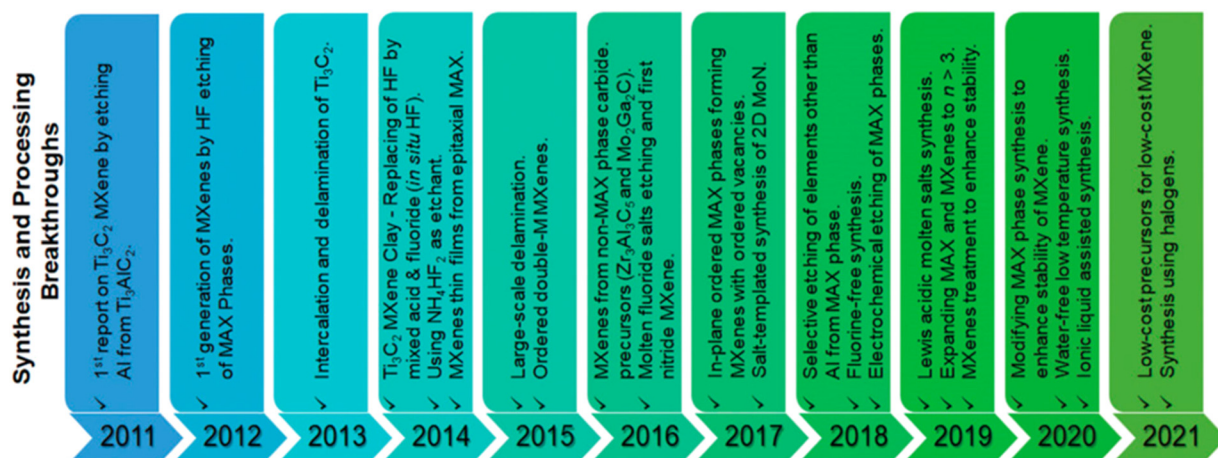 Synthesis and Processing
Breakthroughs
2011
✓ 1st report on Ti₃C₂ MXene by etching
Al from Ti₃AlC₂.
2012
✓ 1st generation of MXenes by HF etching
of MAX Phases.
2013
✓ Intercalation and delamination of Ti₃C₂.
2014
✓ Ti₃C₂ MXene Clay - Replacing of HF by
mixed acid & fluoride (in situ HF).
✓ Using NH₄HF₂ as etchant.
✓ MXenes thin films from epitaxial MAX.
2015
✓ Large-scale delamination.
✓ Ordered double-M MXenes.
2016
✓ MXenes from non-MAX phase carbide
precursors (Zr₃Al₃C₅ and Mo₂Ga₂C).
✓ Molten fluoride salts etching and first
nitride MXene.
2017
✓ In-plane ordered MAX phases forming
MXenes with ordered vacancies.
✓ Salt-templated synthesis of 2D MoN.
2018
✓ Selective etching of elements other than
Al from MAX phase.
✓ Fluorine-free synthesis.
✓ Electrochemical etching of MAX phases.
2019
✓ Lewis acidic molten salts synthesis.
✓ Expanding MAX and MXenes to n > 3.
✓ MXenes treatment to enhance stability.
2020
✓ Modifying MAX phase synthesis to
enhance stability of MXene.
✓ Water-free low temperature synthesis.
✓ Ionic liquid assisted synthesis.
2021
✓ Low-cost precursors for low-cost MXene.
✓ Synthesis using halogens.